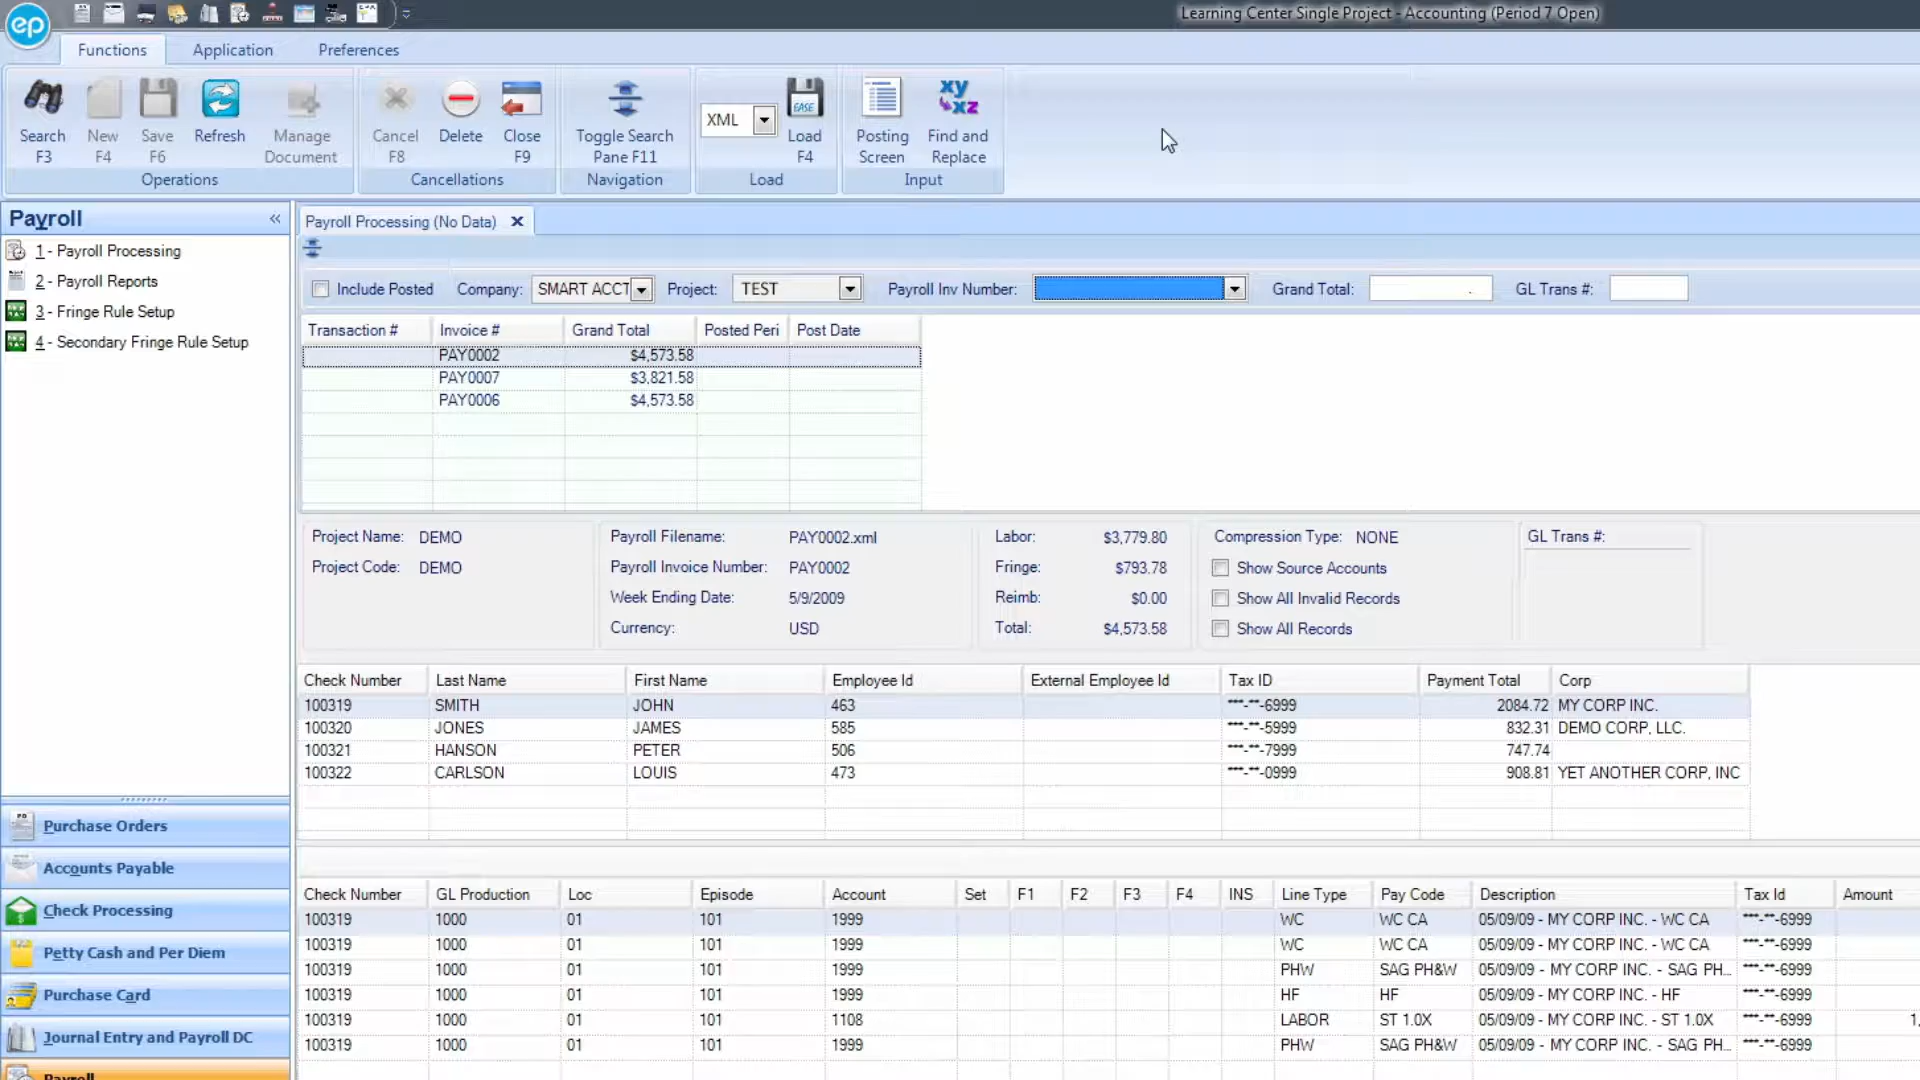 Learning Center Single Project - Accounting (Period 7 Open)
ep
Functions Application Preferences
Search F3
New F4
Save F6
Refresh
Manage Document
Operations
Cancel F8
Delete
Close F9
Cancellations
Toggle Search Pane F11
Navigation
XML
EASE
Load F4
Load
Posting Screen
xy xz
Find and Replace
Input
Payroll «
1 - Payroll Processing
2 - Payroll Reports
3 - Fringe Rule Setup
4 - Secondary Fringe Rule Setup
Purchase Orders
Accounts Payable
Check Processing
Petty Cash and Per Diem
Purchase Card
Journal Entry and Payroll DC
Payroll
Payroll Processing (No Data)
Include Posted Company: SMART ACCT Project: TEST Payroll Inv Number: Grand Total: . GL Trans #:
Transaction # Invoice # Grand Total Posted Peri Post Date
PAY0002 $4,573.58
PAY0007 $3,821.58
PAY0006 $4,573.58
Project Name: DEMO
Project Code: DEMO
Payroll Filename: PAY0002.xml
Payroll Invoice Number: PAY0002
Week Ending Date: 5/9/2009
Currency: USD
Labor: $3,779.80
Fringe: $793.78
Reimb: $0.00
Total: $4,573.58
Compression Type: NONE
Show Source Accounts
Show All Invalid Records
Show All Records
GL Trans #:
Check Number Last Name First Name Employee Id External Employee Id Tax ID Payment Total Corp
100319 SMITH JOHN 463 ***-**-6999 2084.72 MY CORP INC.
100320 JONES JAMES 585 ***-**-5999 832.31 DEMO CORP, LLC.
100321 HANSON PETER 506 ***-**-7999 747.74
100322 CARLSON LOUIS 473 ***-**-0999 908.81 YET ANOTHER CORP, INC
Check Number GL Production Loc Episode Account Set F1 F2 F3 F4 INS Line Type Pay Code Description Tax Id Amount
100319 1000 01 101 1999 WC WC CA 05/09/09 - MY CORP INC. - WC CA ***-**-6999
100319 1000 01 101 1999 WC WC CA 05/09/09 - MY CORP INC. - WC CA ***-**-6999
100319 1000 01 101 1999 PHW SAG PH&W 05/09/09 - MY CORP INC. - SAG PH... ***-**-6999
100319 1000 01 101 1999 HF HF 05/09/09 - MY CORP INC. - HF ***-**-6999
100319 1000 01 101 1108 LABOR ST 1.0X 05/09/09 - MY CORP INC. - ST 1.0X ***-**-6999 1,
100319 1000 01 101 1999 PHW SAG PH&W 05/09/09 - MY CORP INC. - SAG PH... ***-**-6999